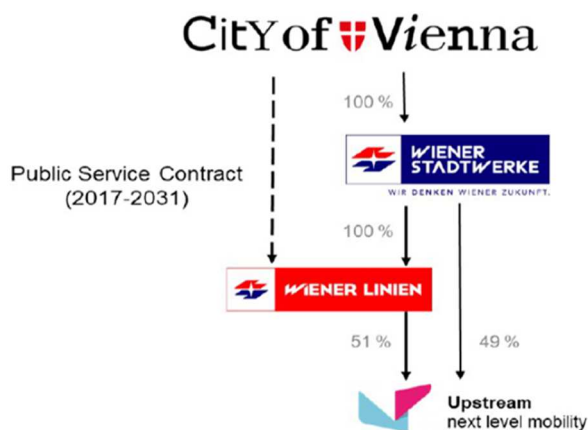 CitY of Vienna
100 %
WIENER
STADTWERKE
WIR DENKEN WIENER ZUKUNFT.
Public Service Contract
(2017-2031)
100 %
WIENER LINIEN
51 %
49 %
Upstream
next level mobility